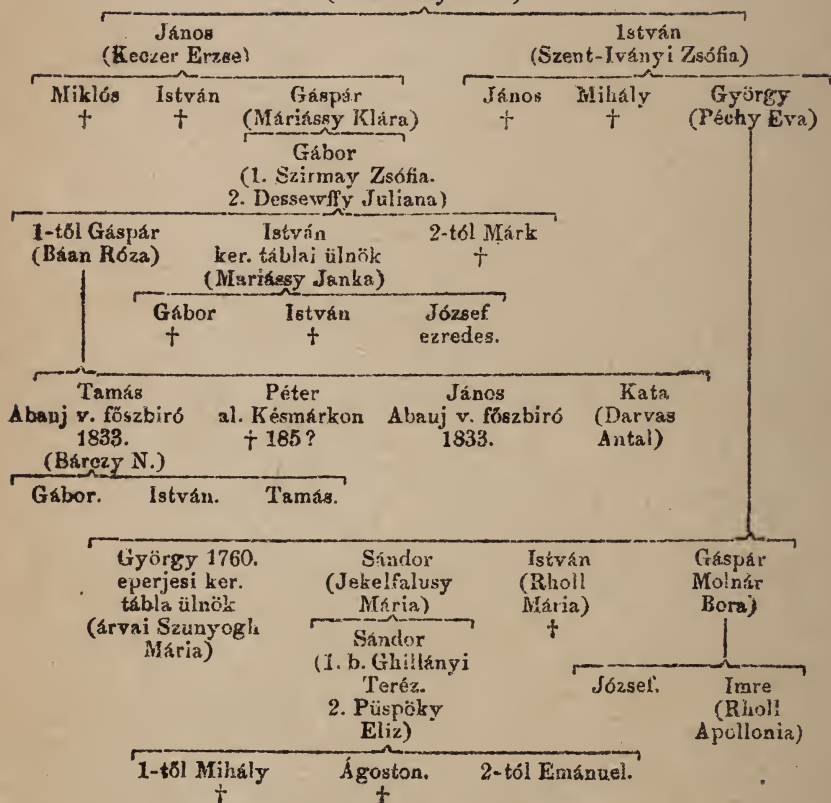 János István
(Keczer Erzse) (Szent-Iványi Zsófia)
Miklós István Gáspár János Mihály György
† † (Máriássy Klára) † † (Péchy Eva)
Gábor
(1. Szirmay Zsófia.
2. Dessewffy Juliana)
1-től Gáspár István 2-tól Márk
(Báan Róza) ker. táblai ülnök †
(Mariássy Janka)
Gábor István József
† † ezredes.
Tamás Péter János Kata
Abauj v. főszbiró al. Késmárkon Abauj v. főszbiró (Darvas
1833. † 185? 1833. Antal)
(Bárczy N.)
Gábor. István. Tamás.
György 1760. Sándor István Gáspár
eperjesi ker. (Jekelfalusy (Rholl Molnár
tábla ülnök Mária) Mária) Bora)
(árvai Szunyogh Sándor †
Mária) (1. b. Ghillányi
Teréz. József. Imre
2. Püspöky (Rholl
Eliz) Apollonia)
1-től Mihály Ágoston. 2-tól Emánuel.
† †